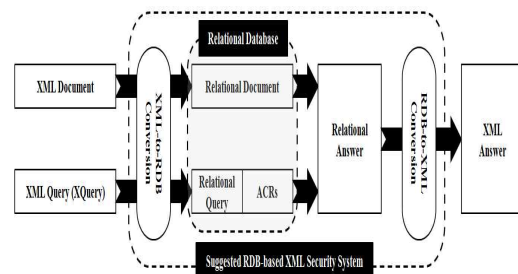 Relational Database
XML Document
XML-to-RDB
Conversion
Relational Document
Relational
Answer
RDB-to-XML
Conversion
XML
Answer
XML Query (XQuery)
Relational
Query
ACRs
Suggested RDB-based XML Security System